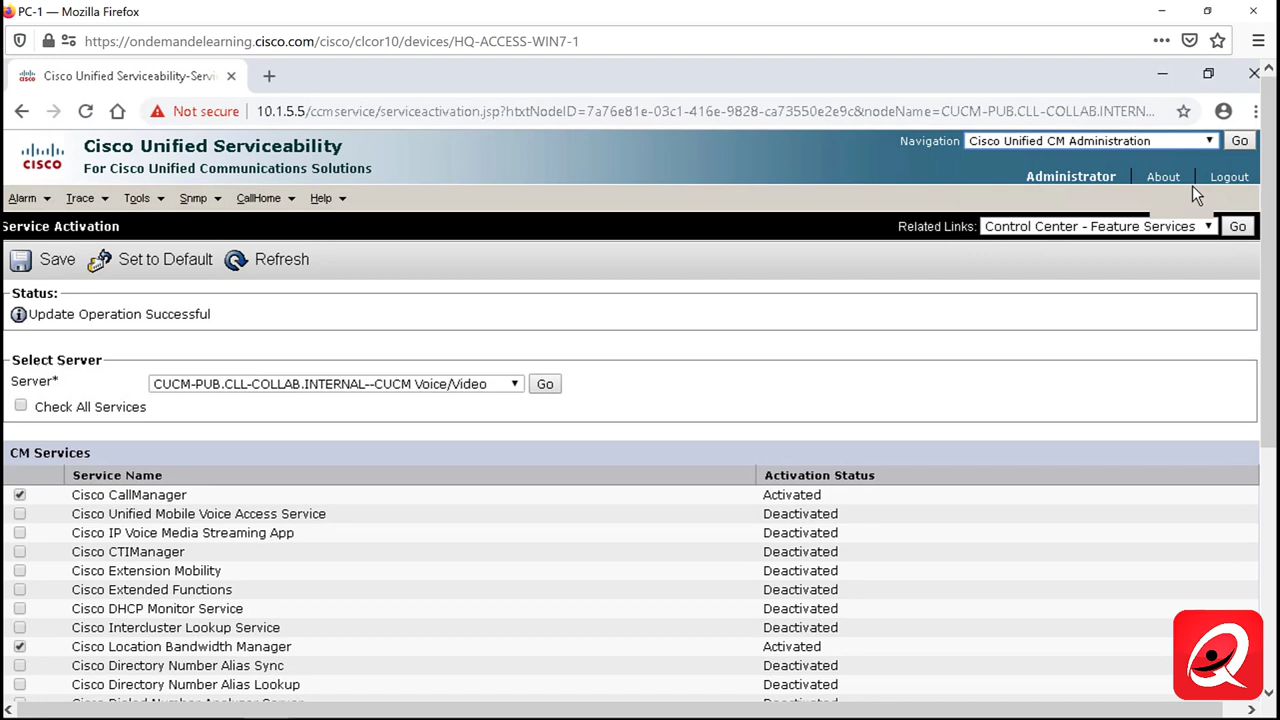 PC-1 — Mozilla Firefox
https://ondemandelearning.cisco.com/cisco/clcor10/devices/HQ-ACCESS-WIN7-1
Cisco Unified Serviceability-Servi
Not secure 10.1.5.5/ccmservice/serviceactivation.jsp?htxtNodeID=7a76e81e-03c1-416e-9828-ca73550e2e9c&nodeName=CUCM-PUB.CLL-COLLAB.INTERN...
CISCO
Cisco Unified Serviceability
For Cisco Unified Communications Solutions
Navigation Cisco Unified CM Administration Go
Administrator About Logout
Alarm Trace Tools Snmp CallHome Help
Service Activation
Related Links: Control Center - Feature Services Go
Save Set to Default Refresh
Status:
Update Operation Successful
Select Server
Server* CUCM-PUB.CLL-COLLAB.INTERNAL--CUCM Voice/Video Go
Check All Services
CM Services
Service Name Activation Status
Cisco CallManager Activated
Cisco Unified Mobile Voice Access Service Deactivated
Cisco IP Voice Media Streaming App Deactivated
Cisco CTIManager Deactivated
Cisco Extension Mobility Deactivated
Cisco Extended Functions Deactivated
Cisco DHCP Monitor Service Deactivated
Cisco Intercluster Lookup Service Deactivated
Cisco Location Bandwidth Manager Activated
Cisco Directory Number Alias Sync Deactivated
Cisco Directory Number Alias Lookup Deactivated